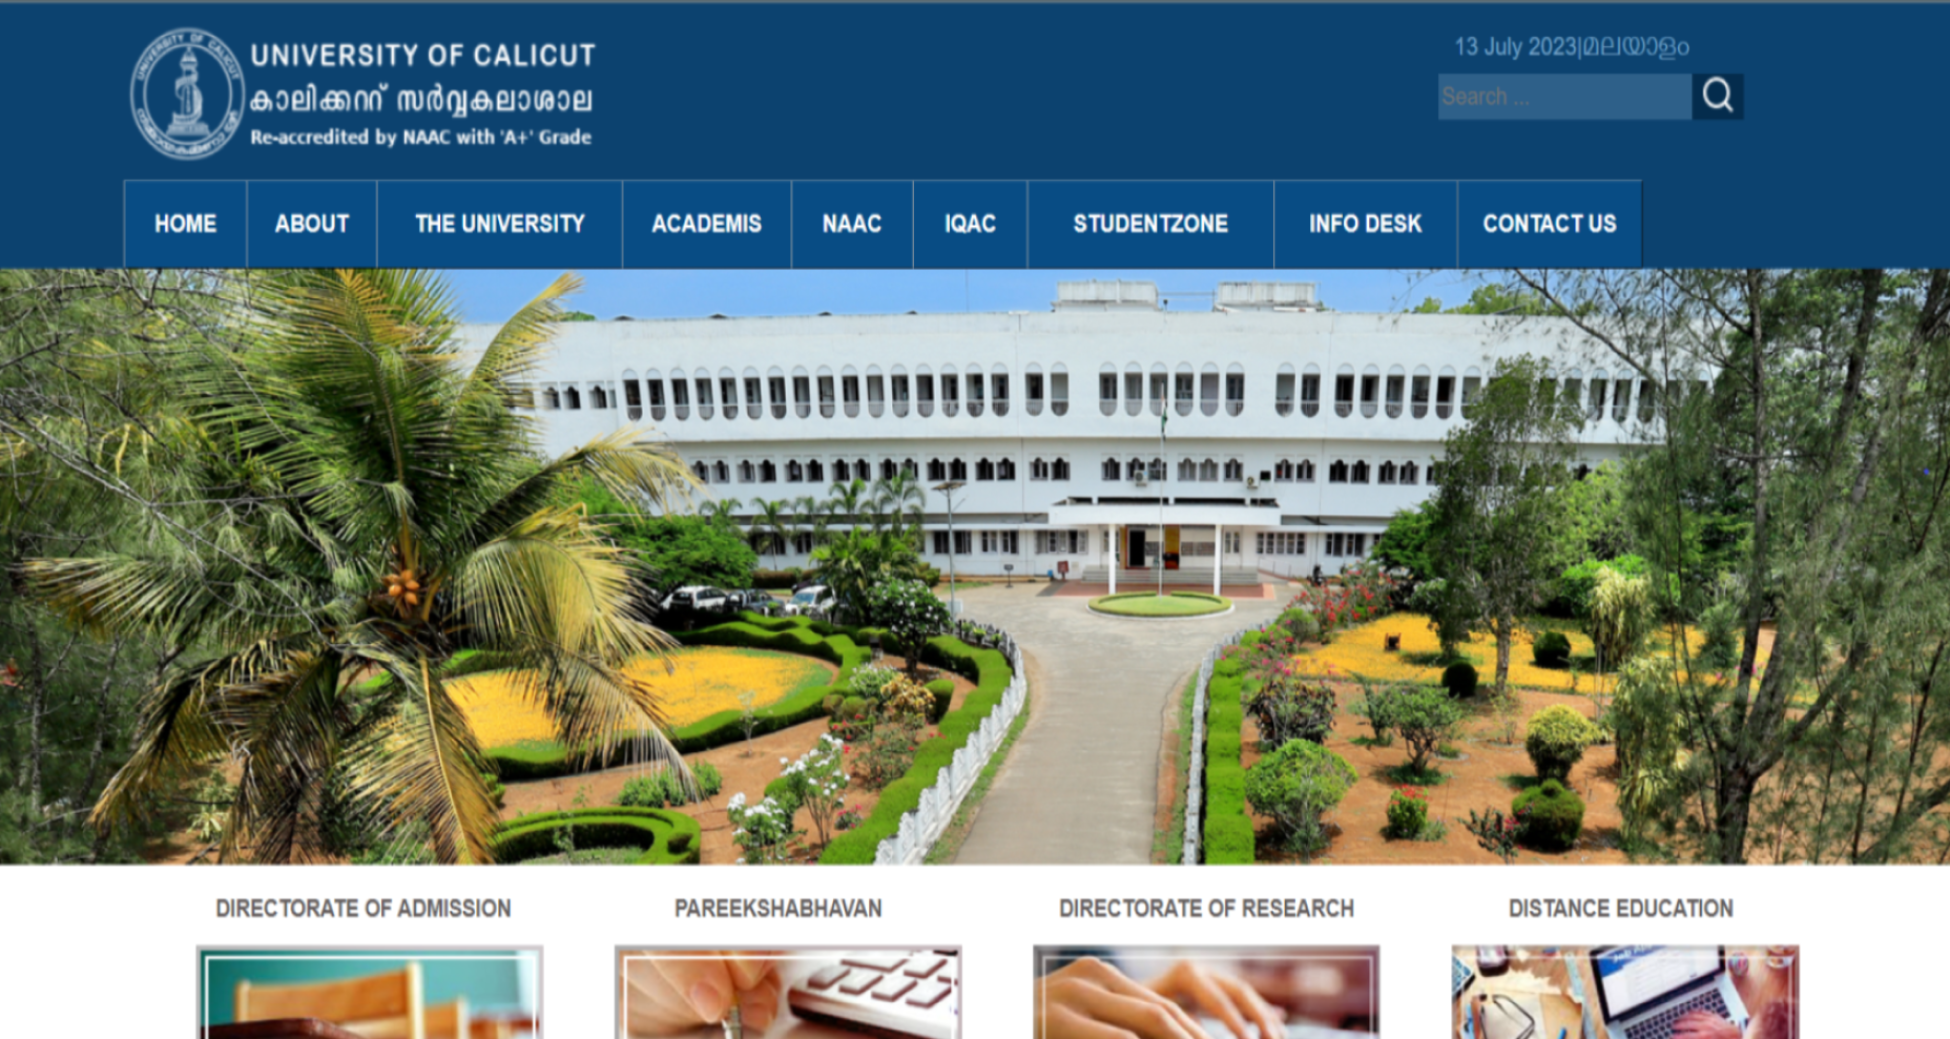 UNIVERSITY OF CALICUT
കാലിക്കററ് സർവ്വകലാശാല
Re-accredited by NAAC with 'A+' Grade
13 July 2023|മലയാളം
Search ...
HOME ABOUT THE UNIVERSITY ACADEMIS NAAC IQAC STUDENTZONE INFO DESK CONTACT US
DIRECTORATE OF ADMISSION PAREEKSHABHAVAN DIRECTORATE OF RESEARCH DISTANCE EDUCATION